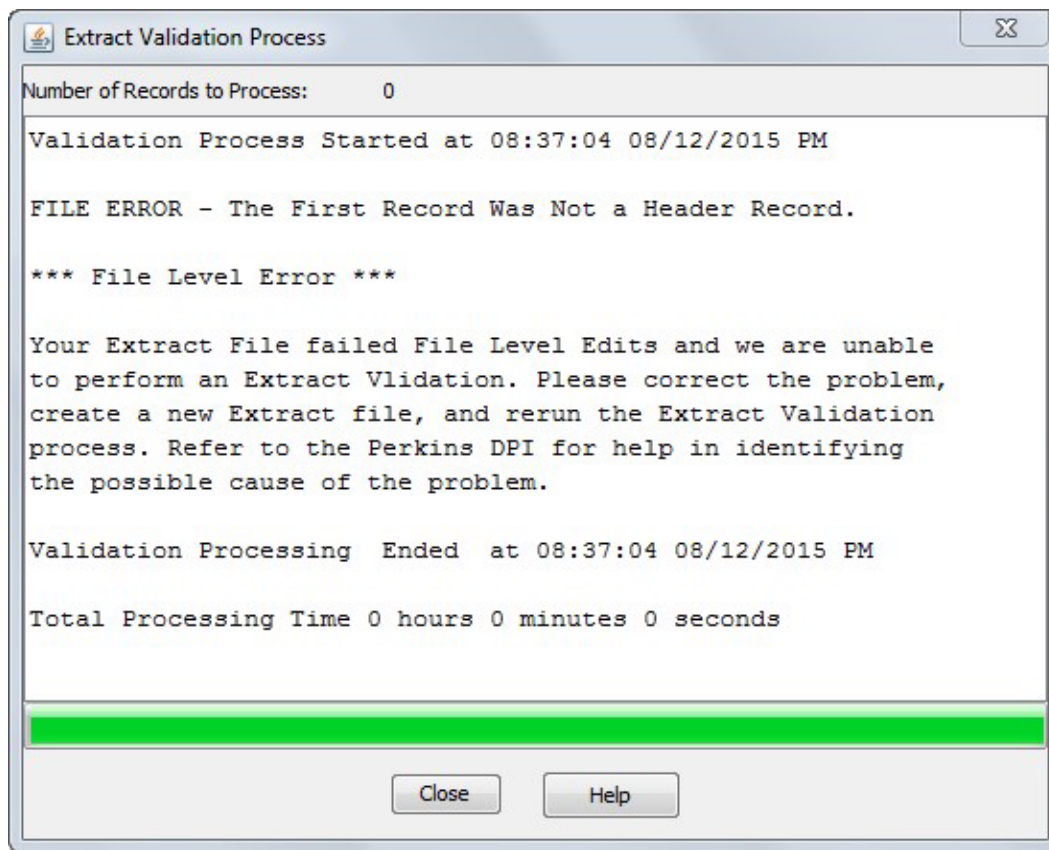 Extract Validation Process
Number of Records to Process: 0
Validation Process Started at 08:37:04 08/12/2015 PM
FILE ERROR - The First Record Was Not a Header Record.
*** File Level Error ***
Your Extract File failed File Level Edits and we are unable
to perform an Extract Vlidation. Please correct the problem,
create a new Extract file, and rerun the Extract Validation
process. Refer to the Perkins DPI for help in identifying
the possible cause of the problem.
Validation Processing  Ended  at 08:37:04 08/12/2015 PM
Total Processing Time 0 hours 0 minutes 0 seconds
Close Help